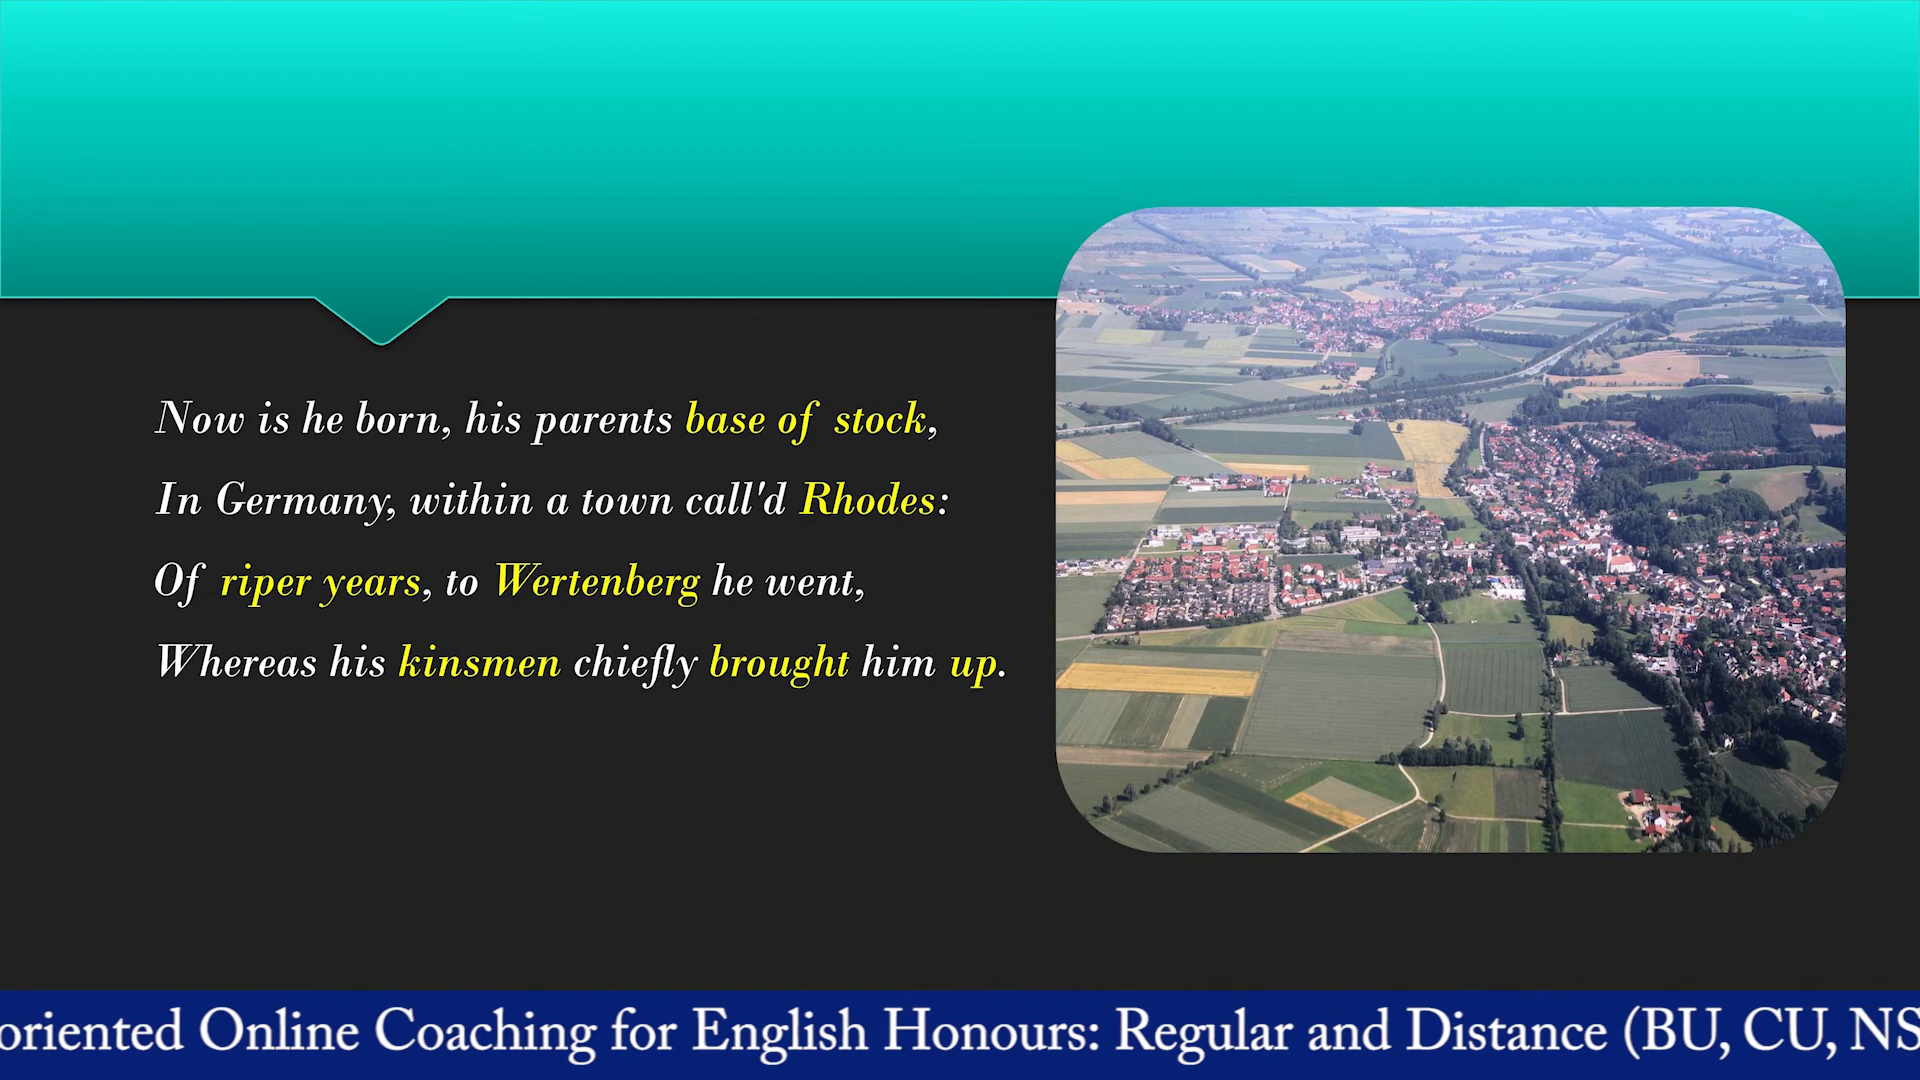 Now is he born, his parents base of stock,
In Germany, within a town call'd Rhodes:
Of riper years, to Wertenberg he went,
Whereas his kinsmen chiefly brought him up.
oriented Online Coaching for English Honours: Regular and Distance (BU, CU, NS